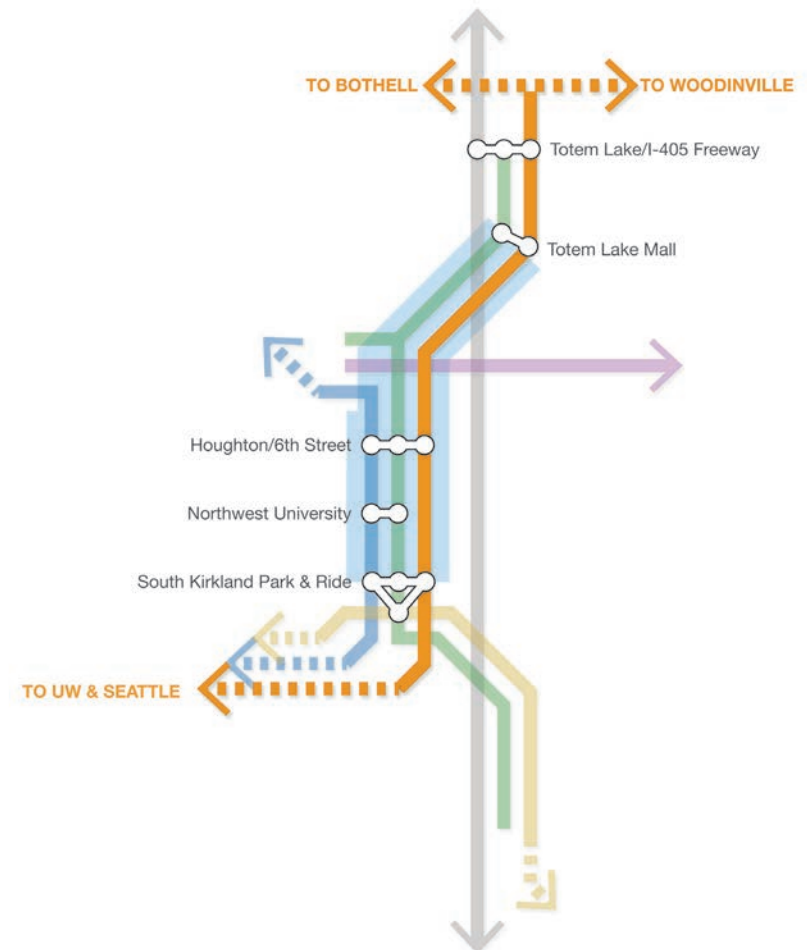 TO BOTHELL
TO WOODINVILLE
Totem Lake/I-405 Freeway
Totem Lake Mall
Houghton/6th Street
Northwest University
South Kirkland Park & Ride
TO UW & SEATTLE